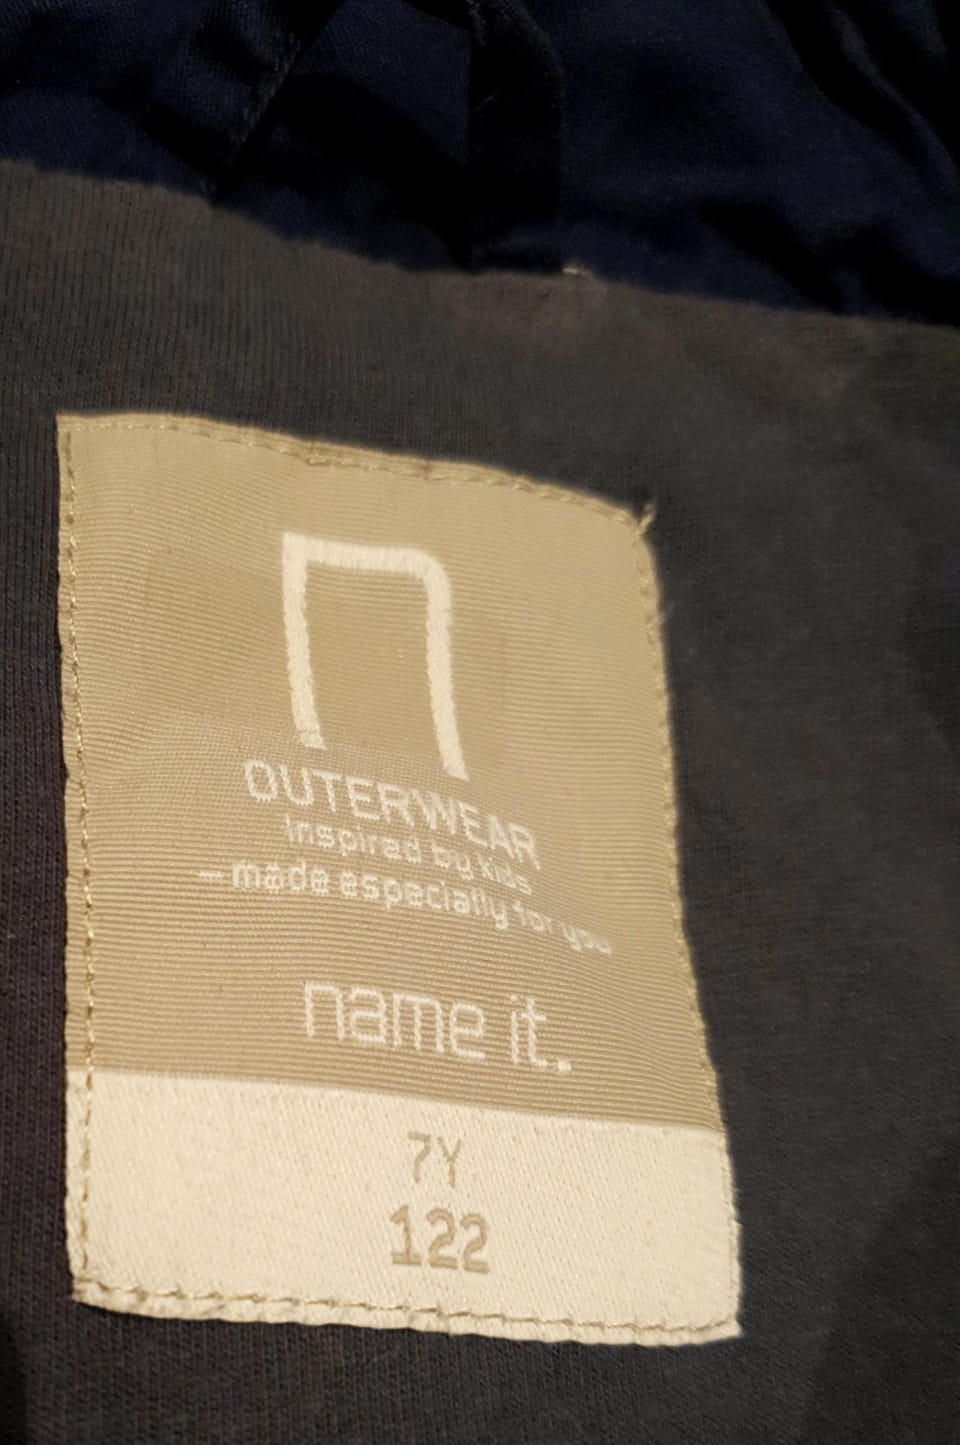 n
OUTERWEAR
Inspired by kids
– made especially for you
name it.
7Y
122